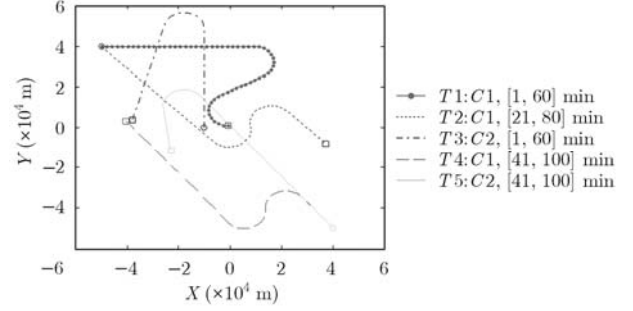 6
4
2
0
−2
−4
−6 −4 −2 0 2 4 6
Y (×10⁴ m)
X (×10⁴ m)
T1:C1, [1, 60] min
T2:C1, [21, 80] min
T3:C2, [1, 60] min
T4:C1, [41, 100] min
T5:C2, [41, 100] min